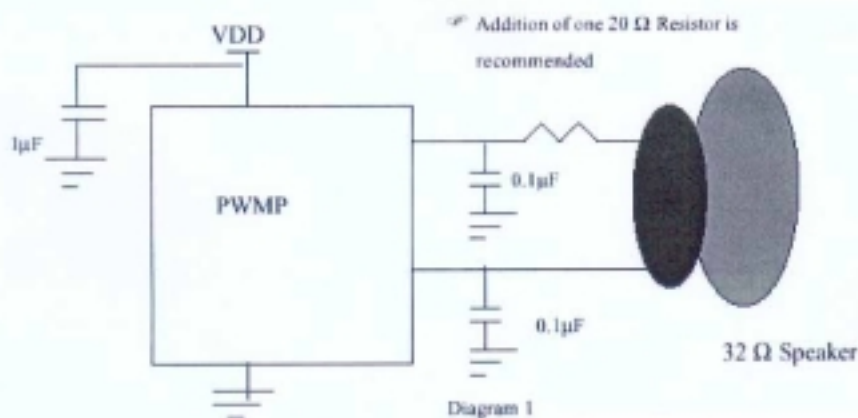 ☞ Addition of one 20 Ω Resistor is
recommended
VDD
1μF
PWMP
0.1μF
0.1μF
32 Ω Speaker
Diagram 1